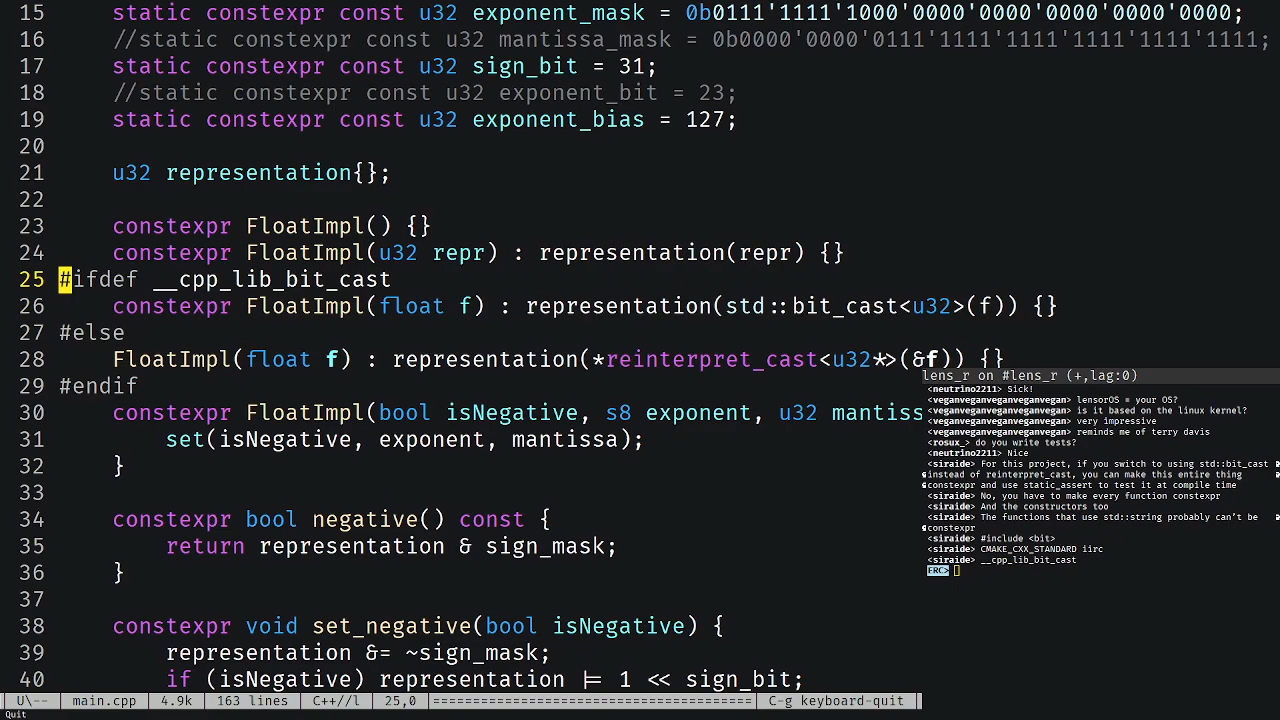 15 static constexpr const u32 exponent_mask = 0b0111'1111'1000'0000'0000'0000'0000'0000;
16 //static constexpr const u32 mantissa_mask = 0b0000'0000'0111'1111'1111'1111'1111'1111;
17 static constexpr const u32 sign_bit = 31;
18 //static constexpr const u32 exponent_bit = 23;
19 static constexpr const u32 exponent_bias = 127;
20
21 u32 representation{};
22
23 constexpr FloatImpl() {}
24 constexpr FloatImpl(u32 repr) : representation(repr) {}
25 #ifdef __cpp_lib_bit_cast
26 constexpr FloatImpl(float f) : representation(std::bit_cast<u32>(f)) {}
27 #else
28 FloatImpl(float f) : representation(*reinterpret_cast<u32*>(&f)) {}
29 #endif
30 constexpr FloatImpl(bool isNegative, s8 exponent, u32 mantiss
31 set(isNegative, exponent, mantissa);
32 }
33
34 constexpr bool negative() const {
35 return representation & sign_mask;
36 }
37
38 constexpr void set_negative(bool isNegative) {
39 representation &= ~sign_mask;
40 if (isNegative) representation |= 1 << sign_bit;
lens_r on #lens_r (+,lag:0)
<neutrino2211> Sick!
<veganveganveganveganvegan> lensorOS = your OS?
<veganveganveganveganvegan> is it based on the linux kernel?
<veganveganveganveganvegan> very impressive
<veganveganveganveganvegan> reminds me of terry davis
<rosux_> do you write tests?
<neutrino2211> Nice
<siraide> For this project, if you switch to using std::bit_cast
instead of reinterpret_cast, you can make this entire thing
constexpr and use static_assert to test it at compile time
<siraide> No, you have to make every function constexpr
<siraide> And the constructors too
<siraide> The functions that use std::string probably can't be
constexpr
<siraide> #include <bit>
<siraide> CMAKE_CXX_STANDARD iirc
<siraide> __cpp_lib_bit_cast
ERC>
U\-- main.cpp 4.9k 163 lines C++//l 25,0 =================================== C-g keyboard-quit
Quit